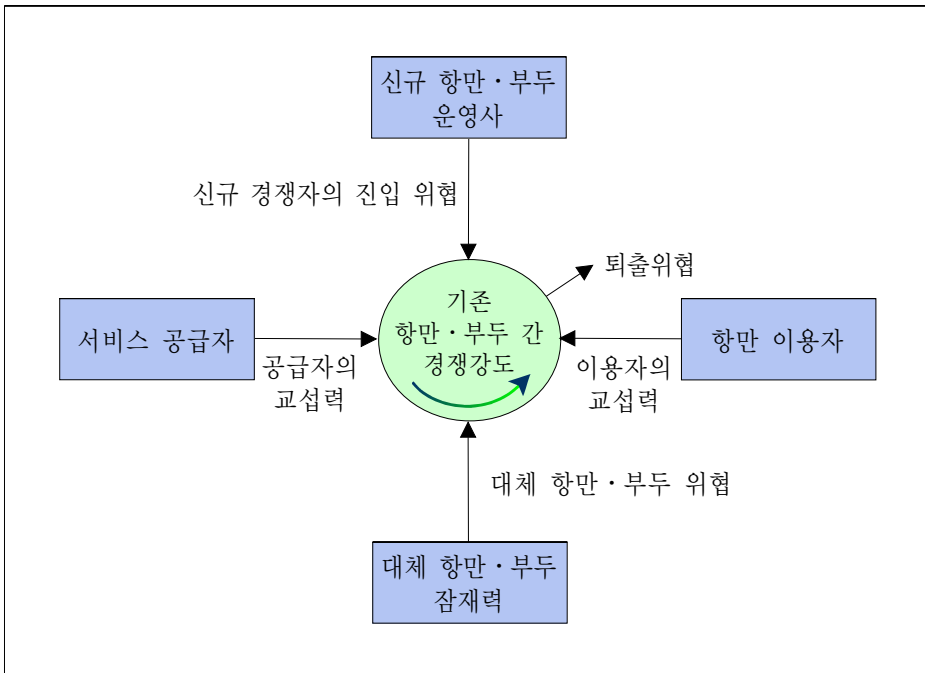 신규 항만·부두
운영사
신규 경쟁자의 진입 위협
퇴출위협
서비스 공급자
공급자의
교섭력
기존
항만·부두 간
경쟁강도
이용자의
교섭력
항만 이용자
대체 항만·부두 위협
대체 항만·부두
잠재력